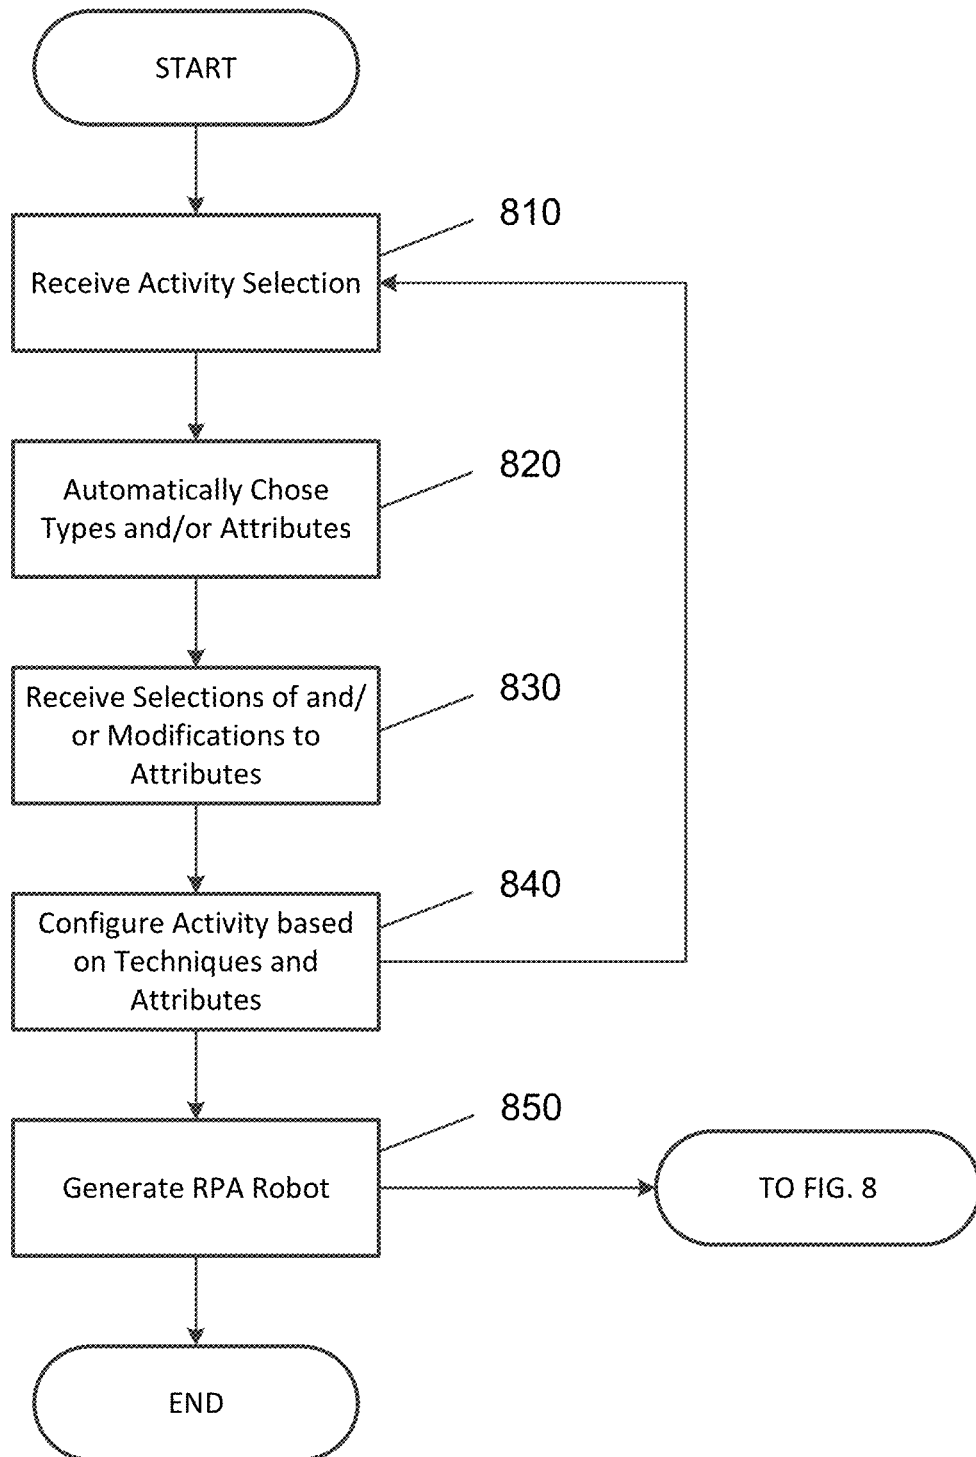 START
810
Receive Activity Selection
820
Automatically Chose
Types and/or Attributes
830
Receive Selections of and/
or Modifications to
Attributes
840
Configure Activity based
on Techniques and
Attributes
850
Generate RPA Robot
TO FIG. 8
END